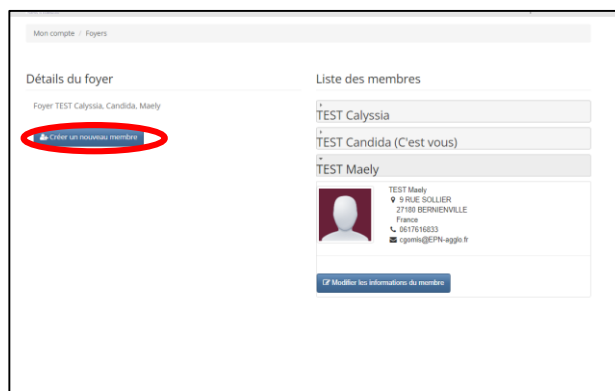 Mon compte / Foyers
Détails du foyer
Foyer TEST Calyssia, Candida, Maely
Créer un nouveau membre
Liste des membres
TEST Calyssia
TEST Candida (C'est vous)
TEST Maely
TEST Maely
9 RUE SOLLIER
27180 BERNIENVILLE
France
0617616833
cgomis@EPN-agglo.fr
Modifier les informations du membre